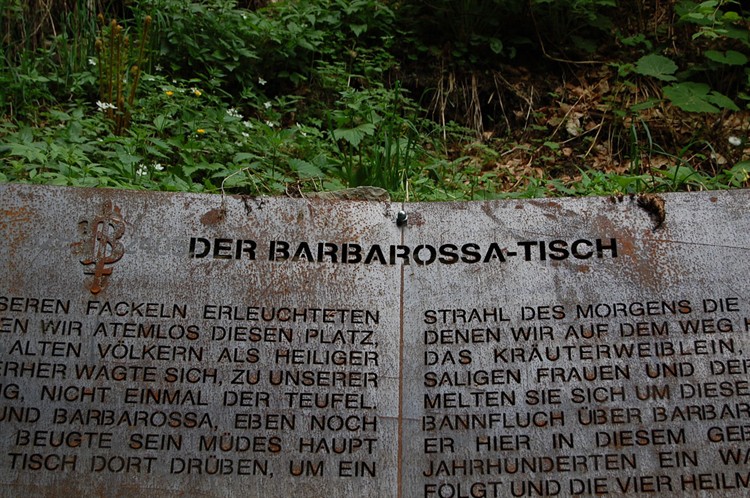 DER BARBAROSSA-TISCH
SEREN FACKELN ERLEUCHTETEN
EN WIR ATEMLOS DIESEN PLATZ,
ALTEN VÖLKERN ALS HEILIGER
ERHER WAGTE SICH, ZU UNSERER
G, NICHT EINMAL DER TEUFEL.
UND BARBAROSSA, EBEN NOCH
BEUGTE SEIN MÜDES HAUPT
TISCH DORT DRÜBEN, UM EIN
STRAHL DES MORGENS DIE
DENEN WIR AUF DEM WEG
DAS KRÄUTERWEIBLEIN,
SALIGEN FRAUEN UND DER
MELTEN SIE SICH UM DIESE
BANNFLUCH ÜBER BARBAR
ER HIER IN DIESEM GE
JAHRHUNDERTEN EIN WA
FOLGT UND DIE VIER HEILM